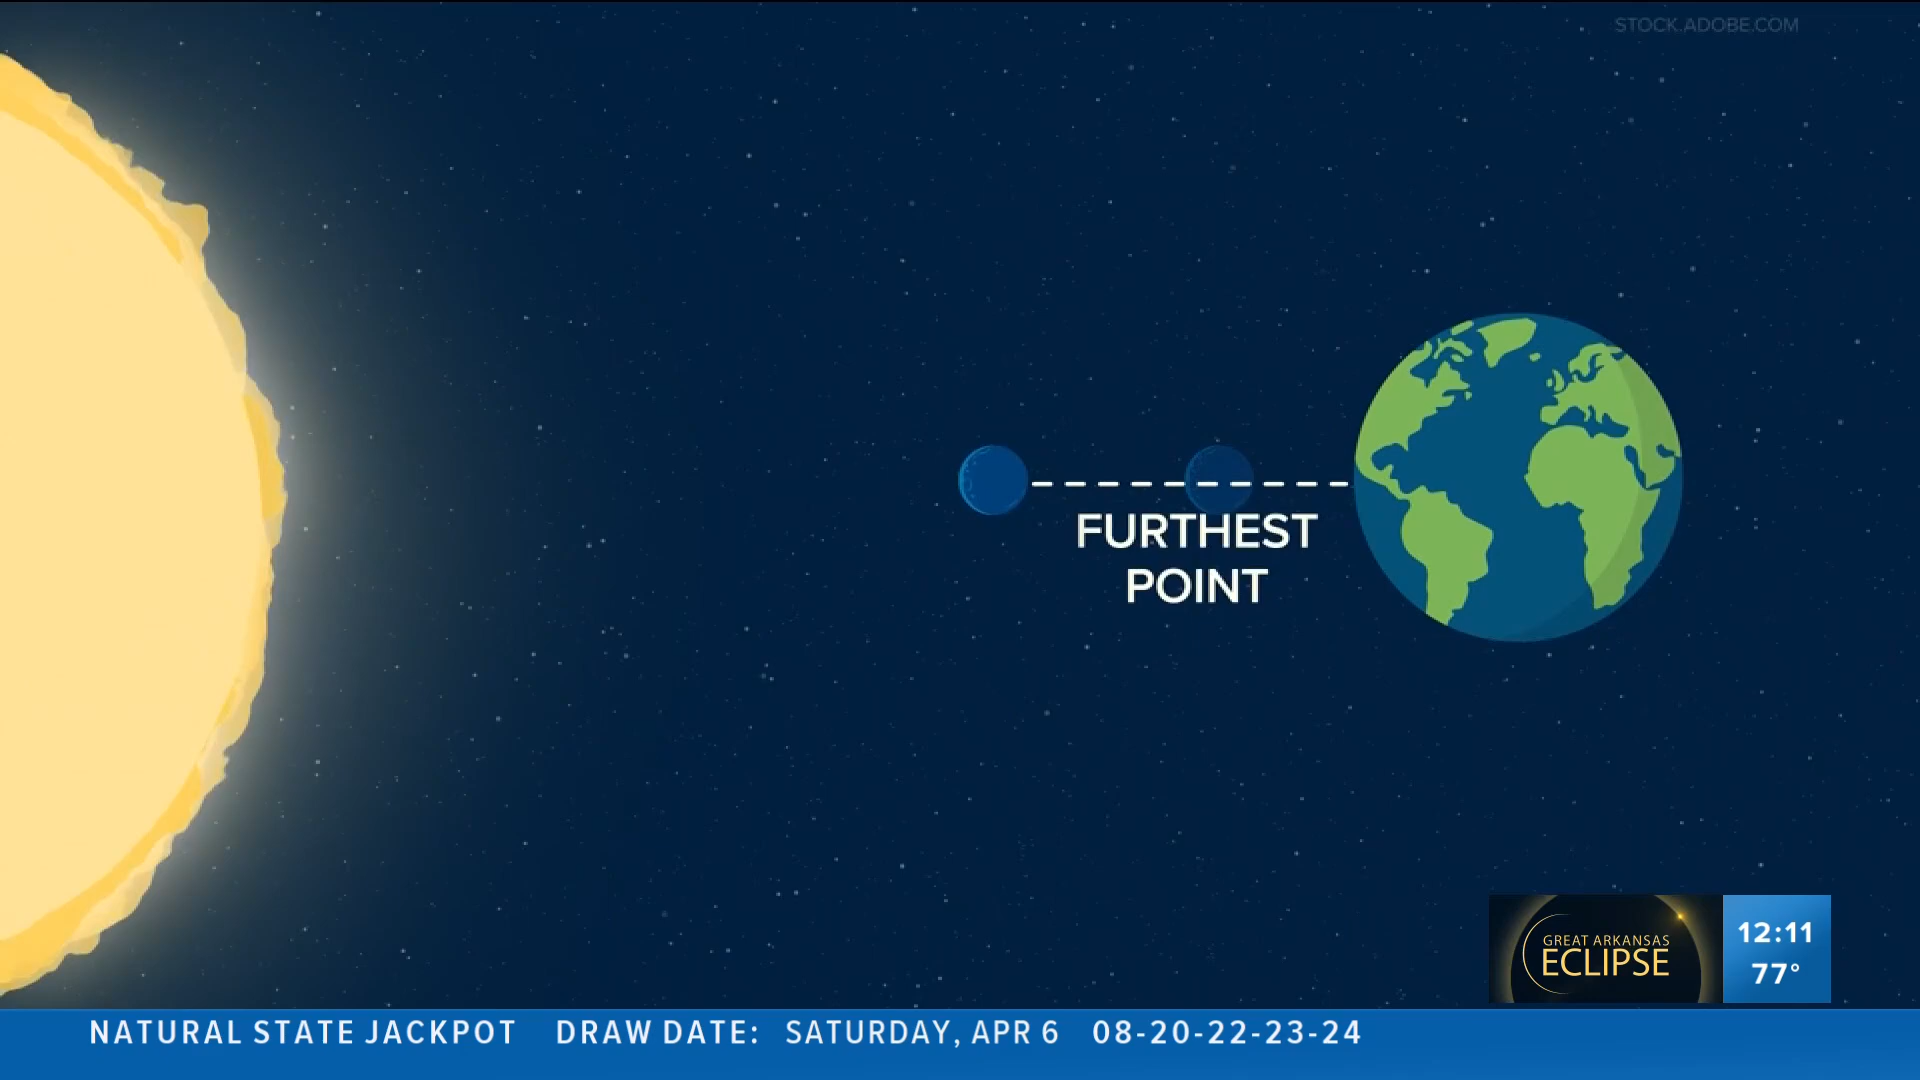 STOCK.ADOBE.COM
FURTHEST
POINT
GREAT ARKANSAS
ECLIPSE
12:11
77°
NATURAL STATE JACKPOT DRAW DATE: SATURDAY, APR 6 08-20-22-23-24